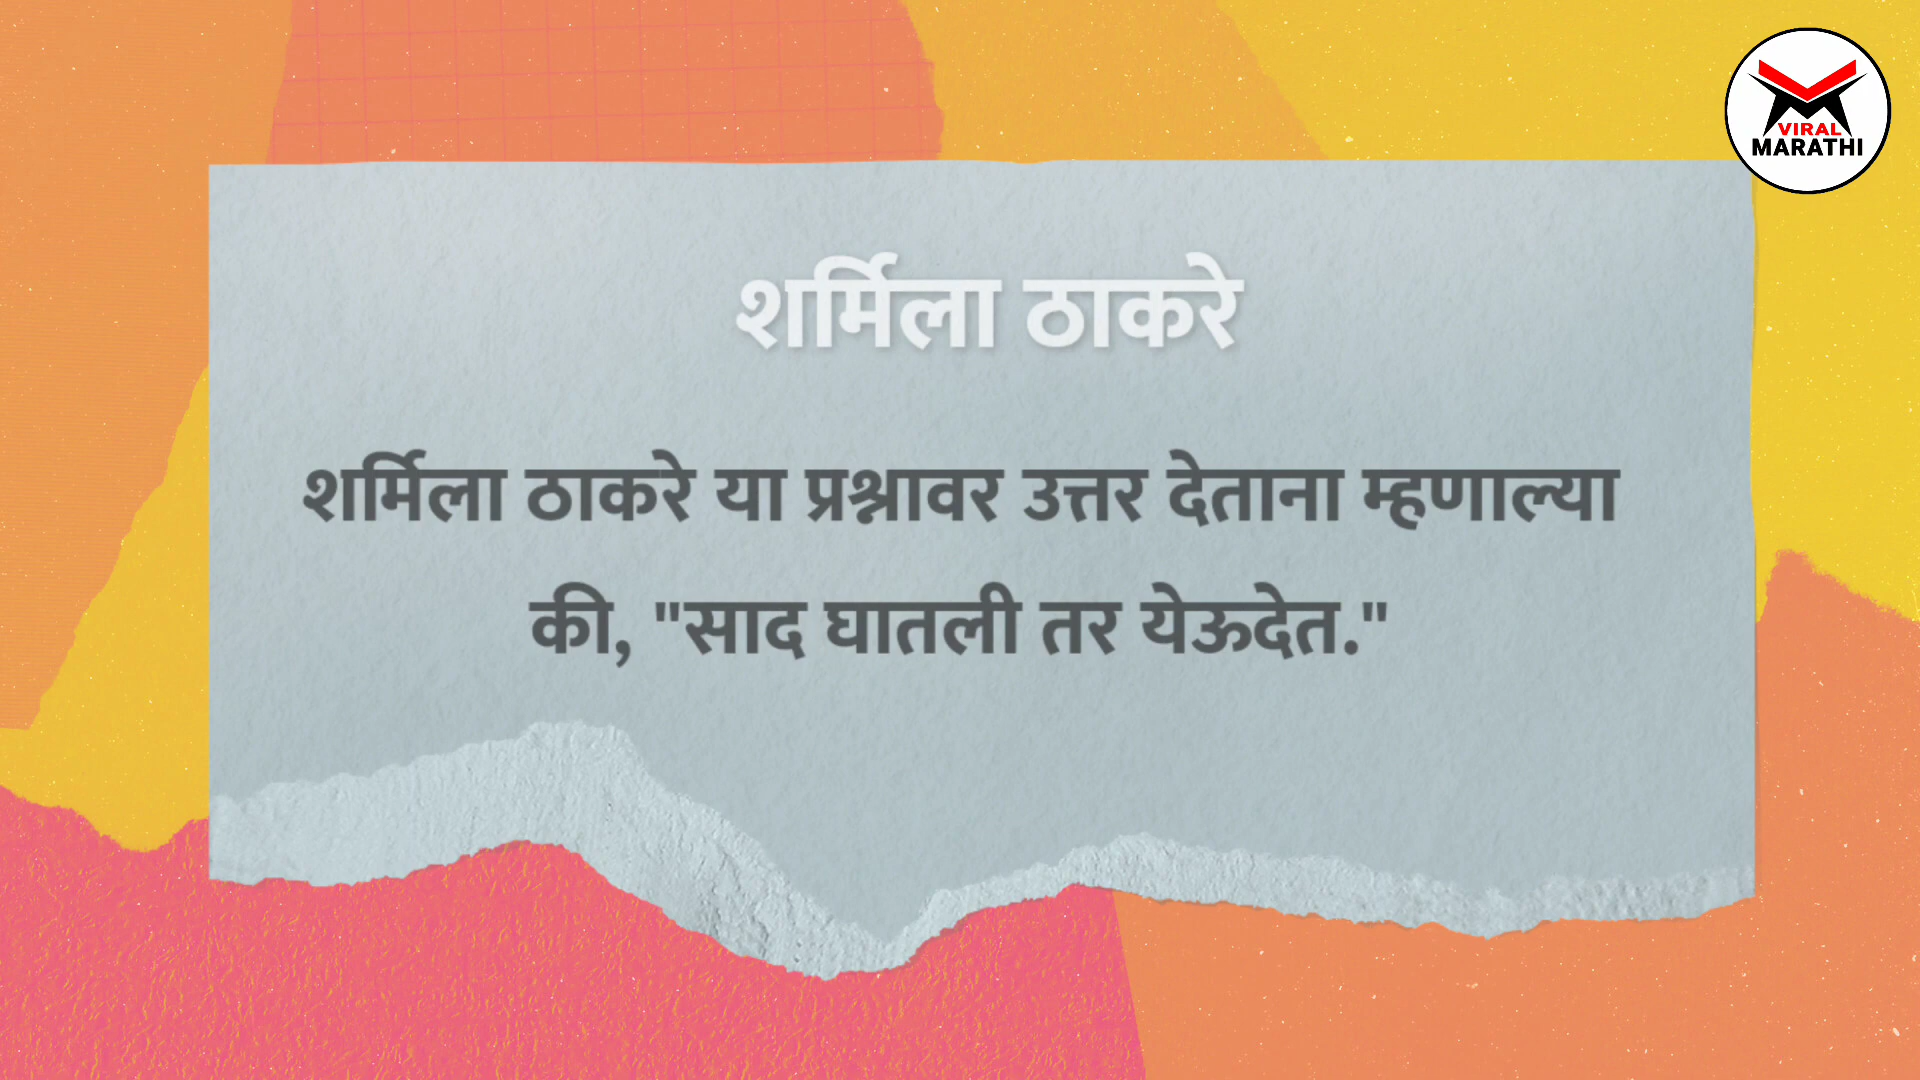 VIRAL
MARATHI
शर्मिला ठाकरे
शर्मिला ठाकरे या प्रश्नावर उत्तर देताना म्हणाल्या
की, "साद घातली तर येऊदेत."